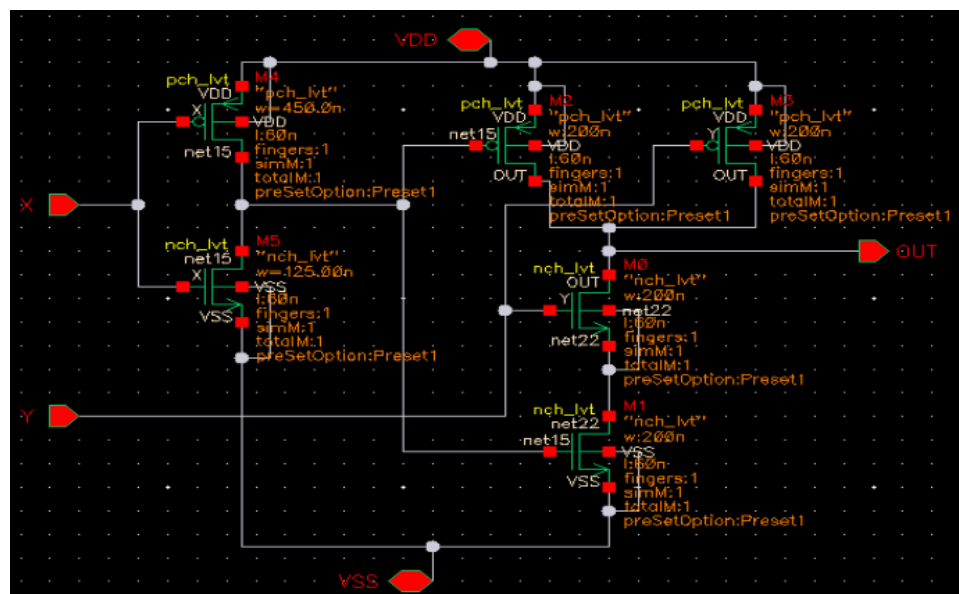 VDD
pch_lvt
M4
VDD
"pch_lvt"
X
w=450.0n
VDD
l:60n
net15
fingers:1
simM:1
totalM:1
preSetOption:Preset1
pch_lvt
M2
VDD
"pch_lvt"
net15
w:200n
VDD
l:60n
OUT
fingers:1
simM:1
totalM:1
preSetOption:Preset1
pch_lvt
M3
VDD
"pch_lvt"
Y
w:200n
VDD
l:60n
OUT
fingers:1
simM:1
totalM:1
preSetOption:Preset1
X
nch_lvt
M5
net15
"nch_lvt"
X
w=125.00n
VSS
l:60n
VSS
fingers:1
simM:1
totalM:1
preSetOption:Preset1
OUT
nch_lvt
M0
OUT
"nch_lvt"
Y
w:200n
net22
l:60n
net22
fingers:1
simM:1
totalM:1
preSetOption:Preset1
Y
nch_lvt
M1
net22
"nch_lvt"
net15
w:200n
VSS
l:60n
VSS
fingers:1
simM:1
totalM:1
preSetOption:Preset1
VSS